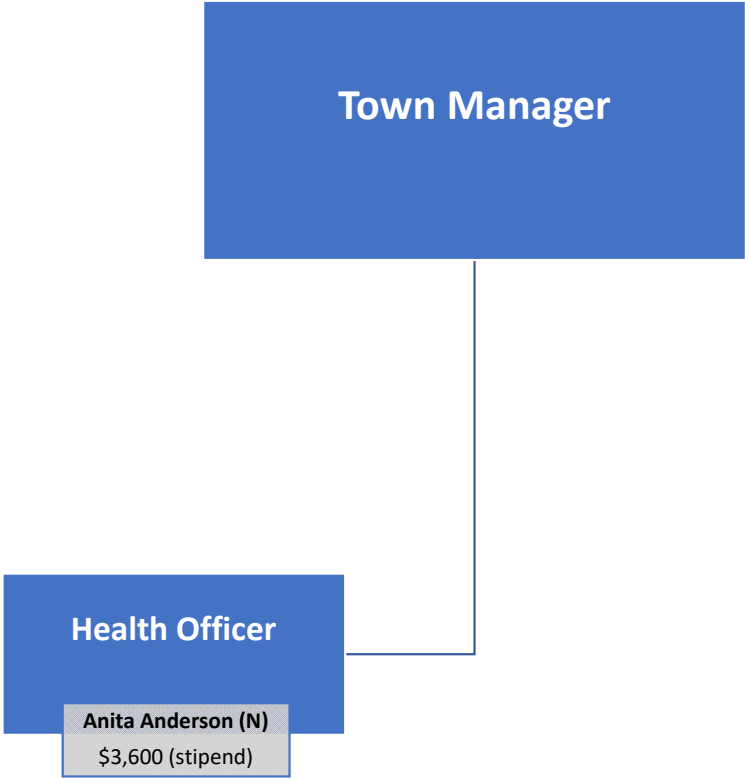 Town Manager
Health Officer
Anita Anderson (N)
$3,600 (stipend)